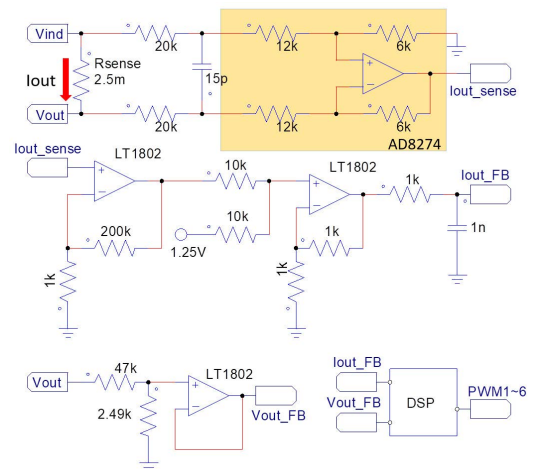 Vind
20k
12k
6k
Iout
Rsense
2.5m
15p
Iout_sense
Vout
20k
12k
6k
AD8274
Iout_sense
LT1802
10k
LT1802
1k
Iout_FB
200k
10k
1.25V
1k
1n
1k
1k
Vout
47k
LT1802
2.49k
Vout_FB
Iout_FB
Vout_FB
DSP
PWM1~6